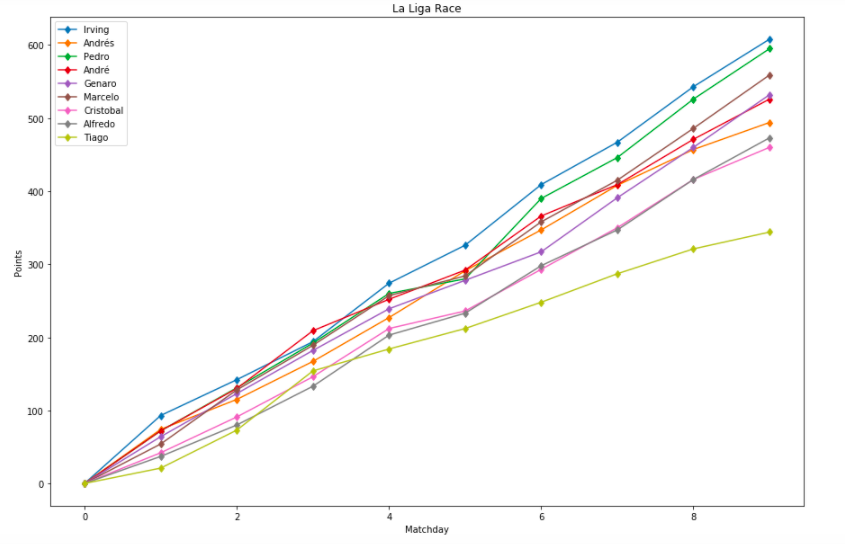 La Liga Race
Irving
Andrés
Pedro
André
Genaro
Marcelo
Cristobal
Alfredo
Tiago
600
500
400
300
200
100
0
Points
0 2 4 6 8
Matchday